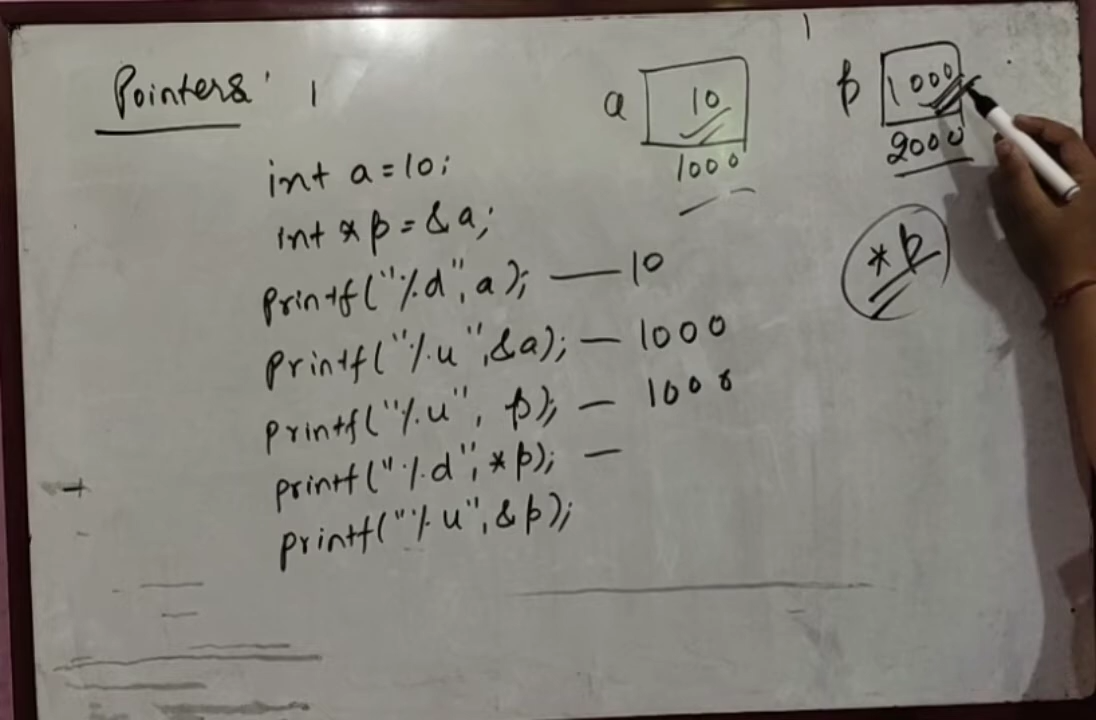 Pointers
int a = 10;
int *p = &a;
printf("%d", a); — 10
printf("%u", &a); — 1000
printf("%u", p); — 1000
printf("%d", *p); —
printf("%u", &p);
a 10
1000
p 1000
2000
*p